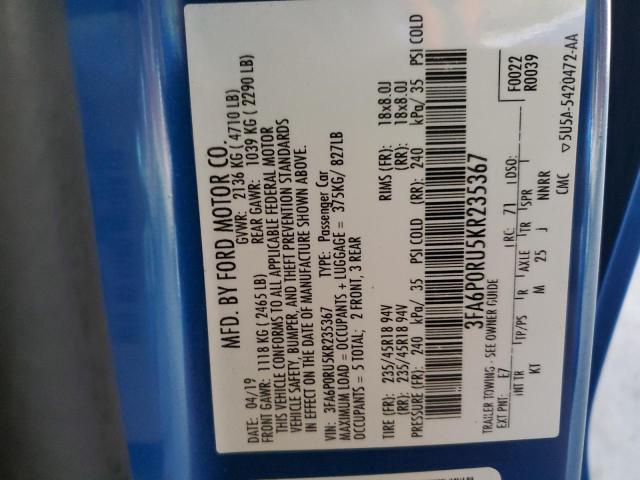 MFD. BY FORD MOTOR CO.
DATE: 04/19 GVWR: 2136 KG ( 4710 LB)
FRONT GAWR: 1118 KG ( 2465 LB) REAR GAWR: 1039 KG ( 2290 LB)
THIS VEHICLE CONFORMS TO ALL APPLICABLE FEDERAL MOTOR
VEHICLE SAFETY, BUMPER, AND THEFT PREVENTION STANDARDS
IN EFFECT ON THE DATE OF MANUFACTURE SHOWN ABOVE.
VIN: 3FA6P0RU5KR235367 TYPE: Passenger Car
MAXIMUM LOAD = OCCUPANTS + LUGGAGE = 375KG/ 827LB
OCCUPANTS = 5 TOTAL; 2 FRONT, 3 REAR
TIRE (FR): 235/45R18 94V RIMS (FR): 18x8.0J
(RR): 235/45R18 94V (RR): 18x8.0J
PRESSURE (FR): 240 kPa/ 35 PSI COLD (RR): 240 kPa/ 35 PSI COLD
3FA6P0RU5KR235367
TRAILER TOWING - SEE OWNER GUIDE F0022
EXT PNT: E7 RC: 71 DSO: R0039
INT TR TP/PS R AXLE TR SPR
KT M 25 J NNRR
CMC ▽5U5A-5420472-AA